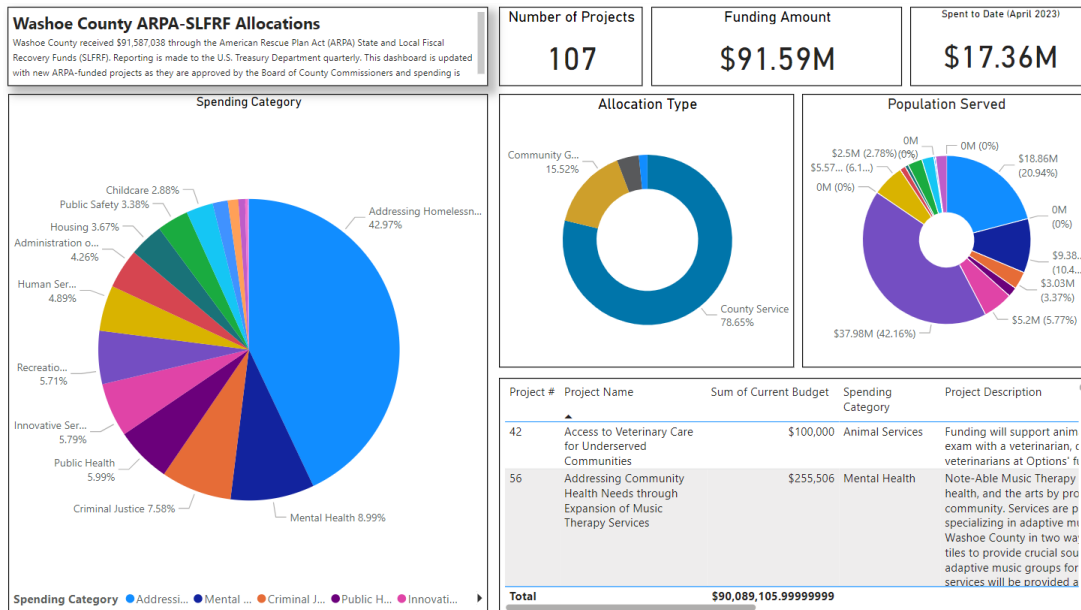 Washoe County ARPA-SLFRF Allocations
Washoe County received $91,587,038 through the American Rescue Plan Act (ARPA) State and Local Fiscal
Recovery Funds (SLFRF). Reporting is made to the U.S. Treasury Department quarterly. This dashboard is updated
with new ARPA-funded projects as they are approved by the Board of County Commissioners and spending is
Number of Projects
107
Funding Amount
$91.59M
Spent to Date (April 2023)
$17.36M
Spending Category
Addressing Homelessn...
42.97%
Mental Health 8.99%
Criminal Justice 7.58%
Public Health
5.99%
Innovative Ser...
5.79%
Recreatio...
5.71%
Human Ser...
4.89%
Administration o...
4.26%
Housing 3.67%
Public Safety 3.38%
Childcare 2.88%
Spending Category Addressi... Mental ... Criminal J... Public H... Innovati...
Allocation Type
Community G...
15.52%
County Service
78.65%
Population Served
0M (0%)
$18.86M
(20.94%)
0M
(0%)
$9.38...
(10.4...
$3.03M
(3.37%)
$5.2M (5.77%)
$37.98M (42.16%)
0M (0%)
$5.57... (6.1...)
$2.5M (2.78%)
0M
(0%)
Project # Project Name Sum of Current Budget Spending Category Project Description
42 Access to Veterinary Care for Underserved Communities $100,000 Animal Services Funding will support anim
exam with a veterinarian, c
veterinarians at Options' fu
56 Addressing Community Health Needs through Expansion of Music Therapy Services $255,506 Mental Health Note-Able Music Therapy
health, and the arts by pro
community. Services are p
specializing in adaptive mu
Washoe County in two way
tiles to provide crucial sou
adaptive music groups for
services will be provided a
Total $90,089,105.99999999